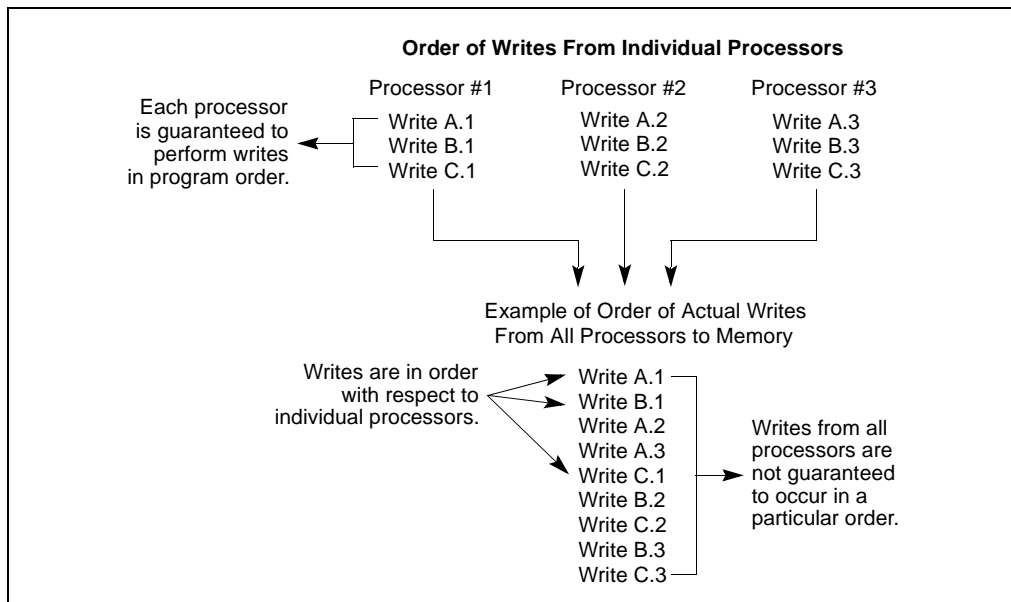 Order of Writes From Individual Processors
Processor #1
Processor #2
Processor #3
Each processor
is guaranteed to
perform writes
in program order.
Write A.1
Write B.1
Write C.1
Write A.2
Write B.2
Write C.2
Write A.3
Write B.3
Write C.3
Example of Order of Actual Writes
From All Processors to Memory
Writes are in order
with respect to
individual processors.
Write A.1
Write B.1
Write A.2
Write A.3
Write C.1
Write B.2
Write C.2
Write B.3
Write C.3
Writes from all
processors are
not guaranteed
to occur in a
particular order.